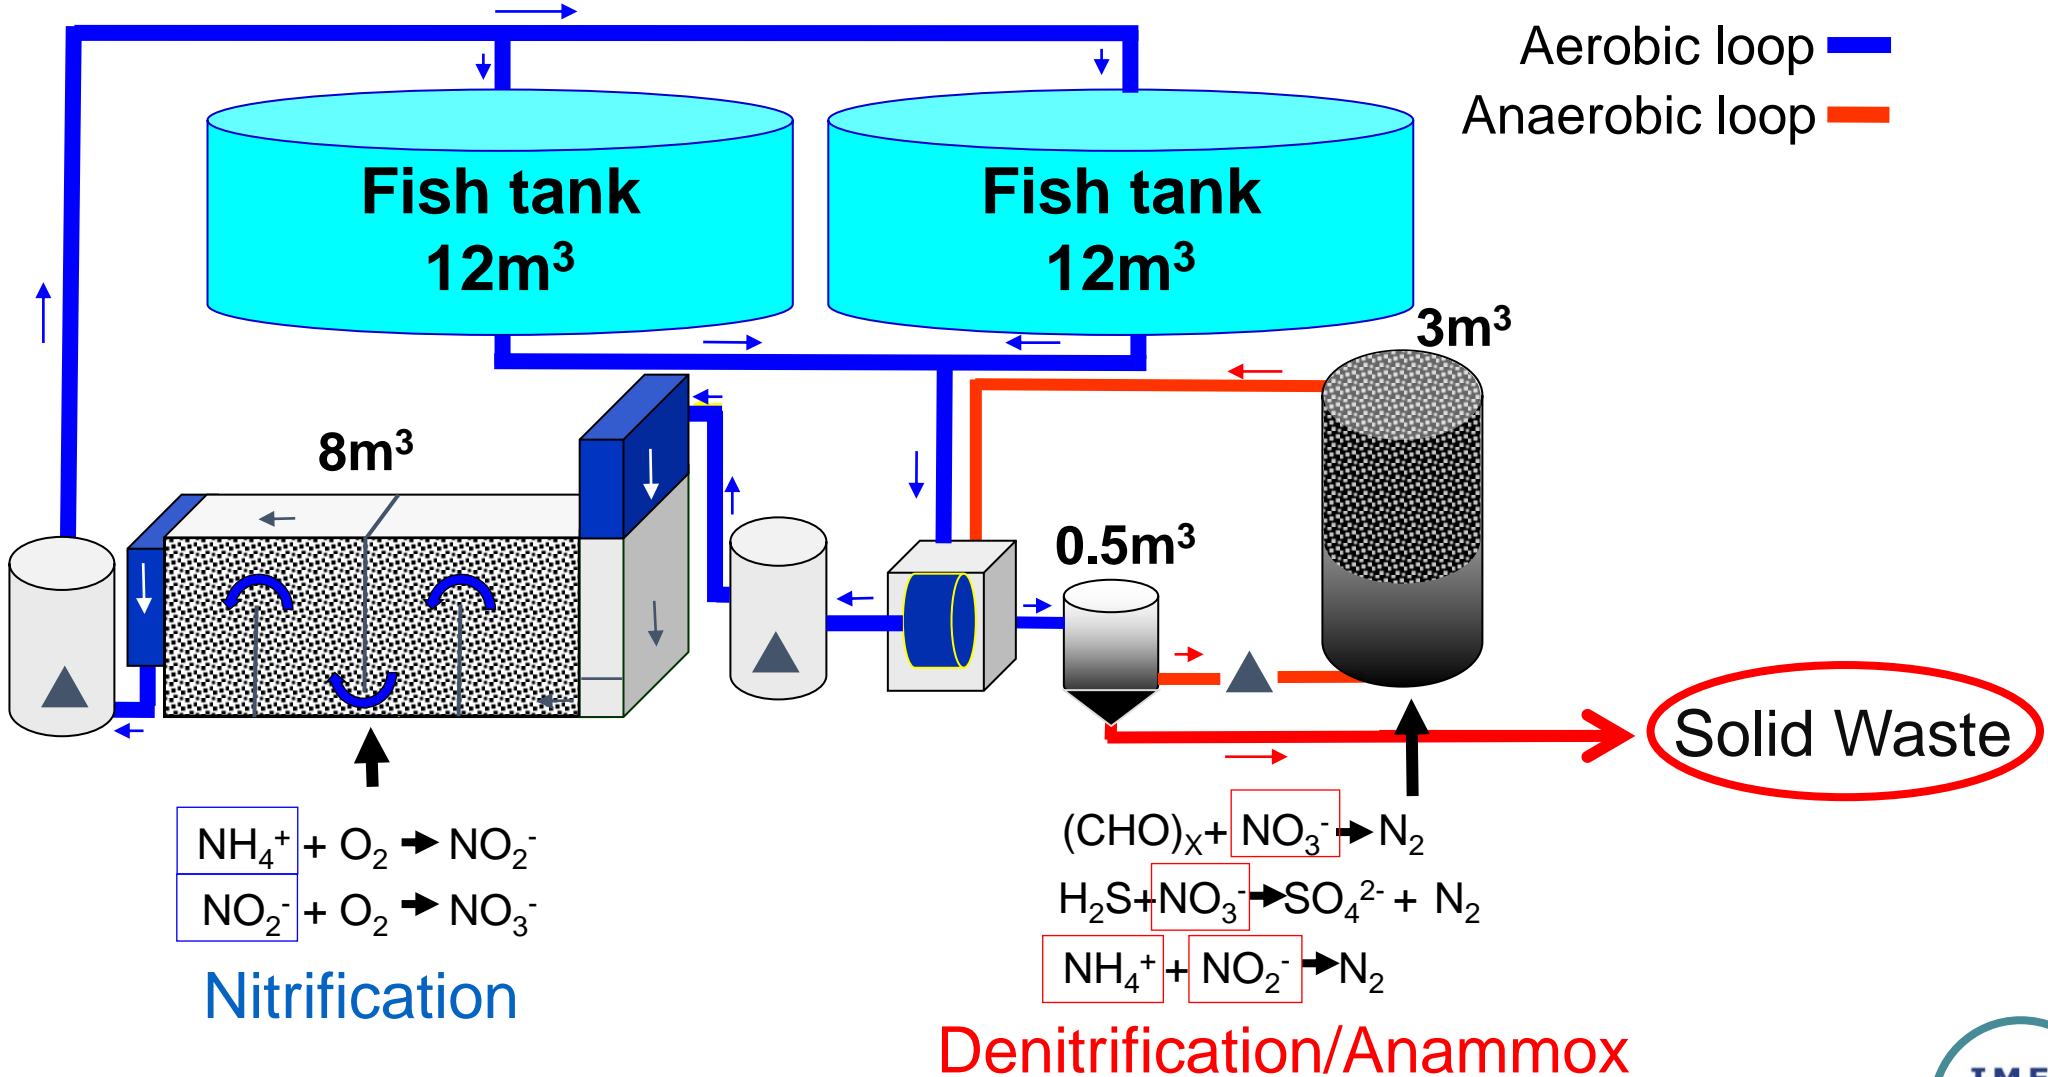 Aerobic loop
Anaerobic loop
Fish tank
12m³
Fish tank
12m³
3m³
8m³
0.5m³
Solid Waste
NH₄⁺ + O₂ → NO₂⁻
NO₂⁻ + O₂ → NO₃⁻
Nitrification
(CHO)ₓ + NO₃⁻ → N₂
H₂S + NO₃⁻ → SO₄²⁻ + N₂
NH₄⁺ + NO₂⁻ → N₂
Denitrification/Anammox